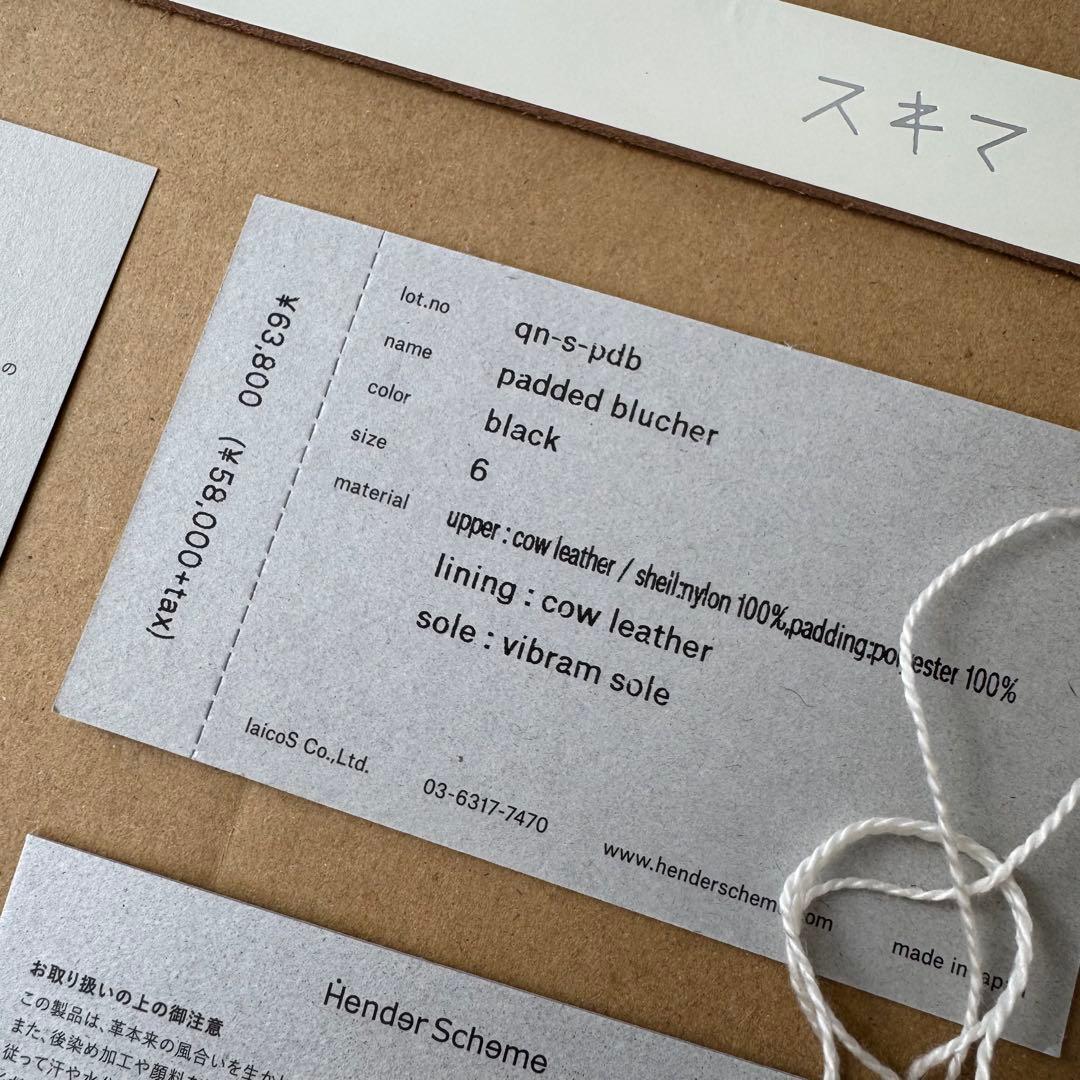 スキマ
の
¥63,800 (¥58,000+tax)
lot.no qn-s-pdb
name padded blucher
color black
size 6
material upper : cow leather / sheil:nylon 100%,padding:polyester 100%
lining : cow leather
sole : vibram sole
laicoS Co.,Ltd. 03-6317-7470 www.henderscheme.com made in japan
Hender Scheme
お取り扱いの上の御注意
この製品は、革本来の風合いを生か
また、後染め加工や顔料
従って汗や水